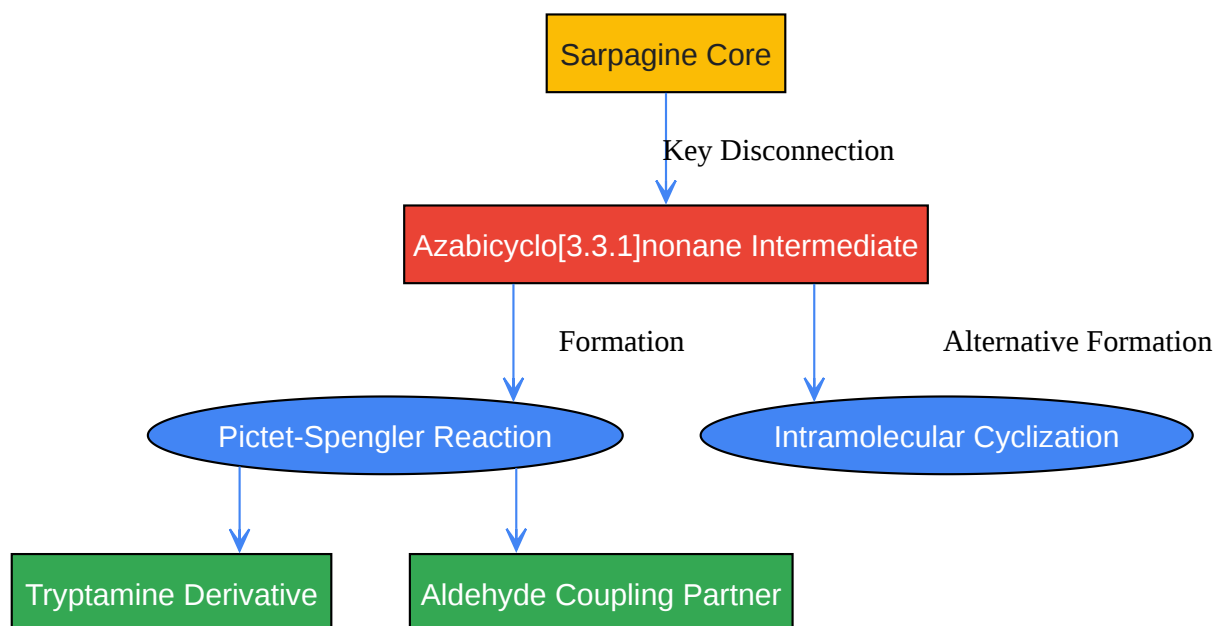 Sarpagine Core
Key Disconnection
Azabicyclo[3.3.1]nonane Intermediate
Formation
Alternative Formation
Pictet-Spengler Reaction
Intramolecular Cyclization
Tryptamine Derivative
Aldehyde Coupling Partner